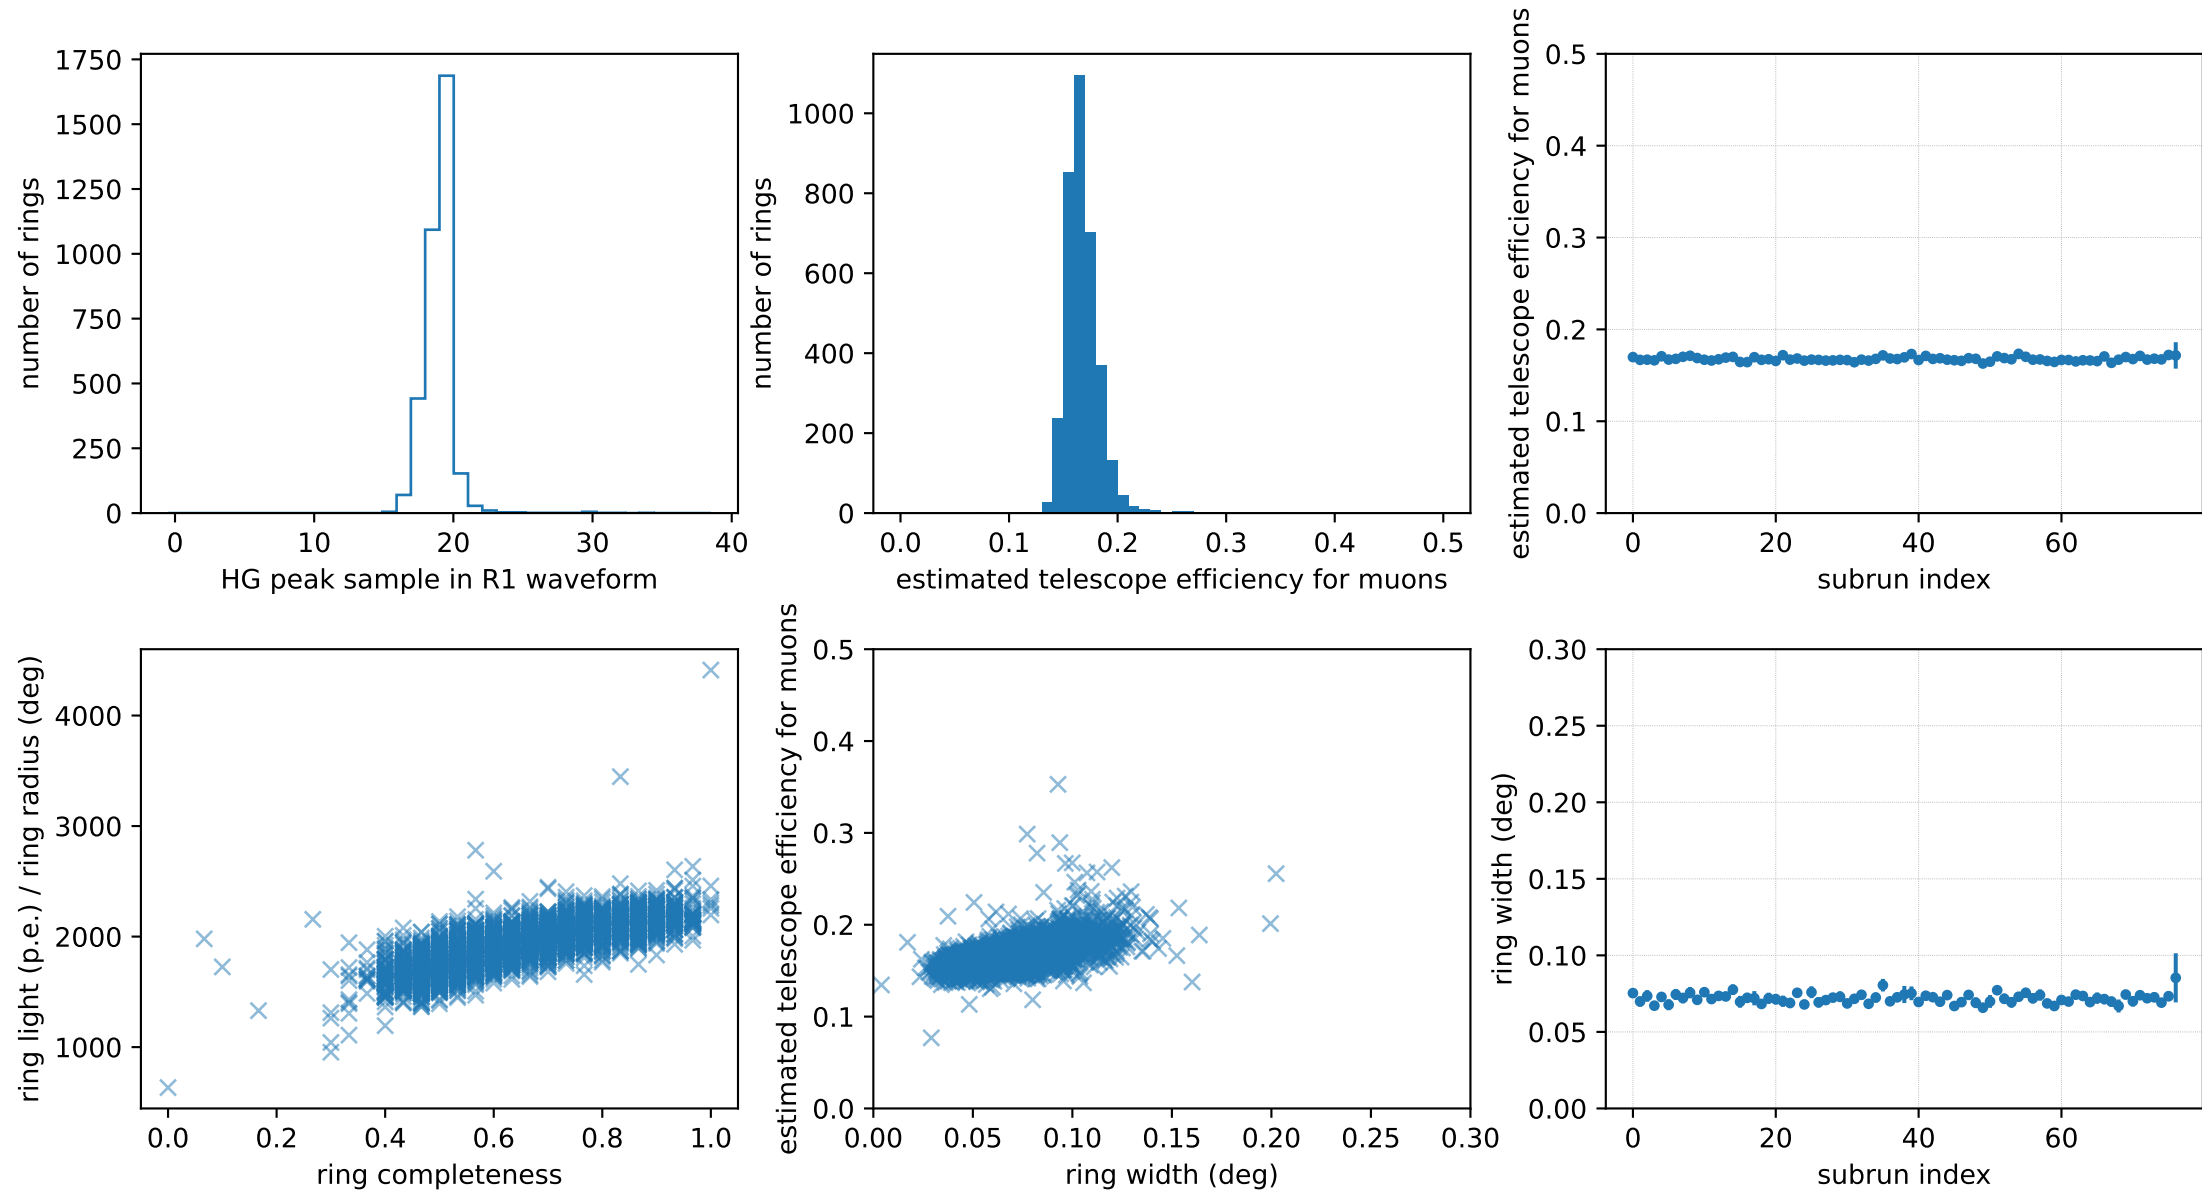 1750
1500
1250
1000
750
500
250
0
number of rings
0 10 20 30 40
HG peak sample in R1 waveform
1000
800
600
400
200
0
number of rings
0.0 0.1 0.2 0.3 0.4 0.5
estimated telescope efficiency for muons
0.5
0.4
0.3
0.2
0.1
0.0
estimated telescope efficiency for muons
0 20 40 60
subrun index
4000
3000
2000
1000
ring light (p.e.) / ring radius (deg)
0.0 0.2 0.4 0.6 0.8 1.0
ring completeness
0.5
0.4
0.3
0.2
0.1
0.0
estimated telescope efficiency for muons
0.00 0.05 0.10 0.15 0.20 0.25 0.30
ring width (deg)
0.30
0.25
0.20
0.15
0.10
0.05
0.00
ring width (deg)
0 20 40 60
subrun index